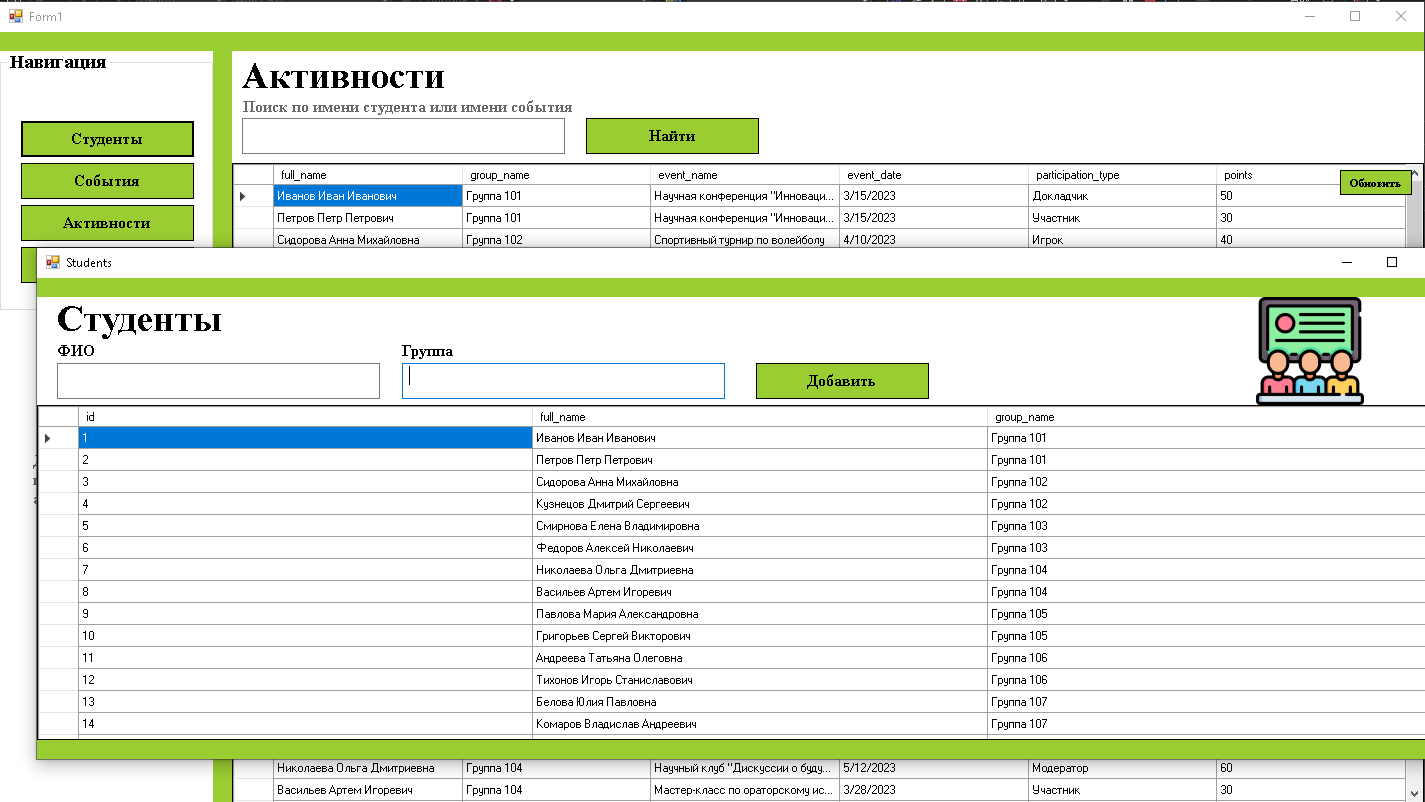 Form1
Навигация
Студенты
События
Активности
Активности
Поиск по имени студента или имени события
Найти
full_name group_name event_name event_date participation_type points
Обновить
Иванов Иван Иванович Группа 101 Научная конференция "Инноваци... 3/15/2023 Докладчик 50
Петров Петр Петрович Группа 101 Научная конференция "Инноваци... 3/15/2023 Участник 30
Сидорова Анна Михайловна Группа 102 Спортивный турнир по волейболу 4/10/2023 Игрок 40
Students
Студенты
ФИО Группа
Добавить
id full_name group_name
1 Иванов Иван Иванович Группа 101
2 Петров Петр Петрович Группа 101
3 Сидорова Анна Михайловна Группа 102
4 Кузнецов Дмитрий Сергеевич Группа 102
5 Смирнова Елена Владимировна Группа 103
6 Федоров Алексей Николаевич Группа 103
7 Николаева Ольга Дмитриевна Группа 104
8 Васильев Артем Игоревич Группа 104
9 Павлова Мария Александровна Группа 105
10 Григорьев Сергей Викторович Группа 105
11 Андреева Татьяна Олеговна Группа 106
12 Тихонов Игорь Станиславович Группа 106
13 Белова Юлия Павловна Группа 107
14 Комаров Владислав Андреевич Группа 107
Николаева Ольга Дмитриевна Группа 104 Научный клуб "Дискуссии о буду... 5/12/2023 Модератор 60
Васильев Артем Игоревич Группа 104 Мастер-класс по ораторскому ис... 3/28/2023 Участник 30